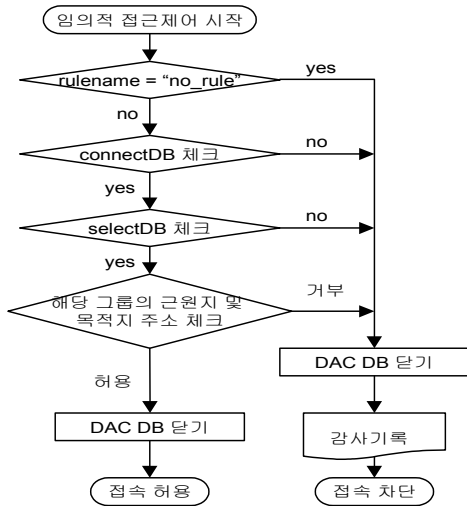 임의적 접근제어 시작
rulename = “no_rule”
yes
no
connectDB 체크
no
yes
selectDB 체크
no
yes
해당 그룹의 근원지 및
목적지 주소 체크
거부
허용
DAC DB 닫기
DAC DB 닫기
감사기록
접속 허용
접속 차단